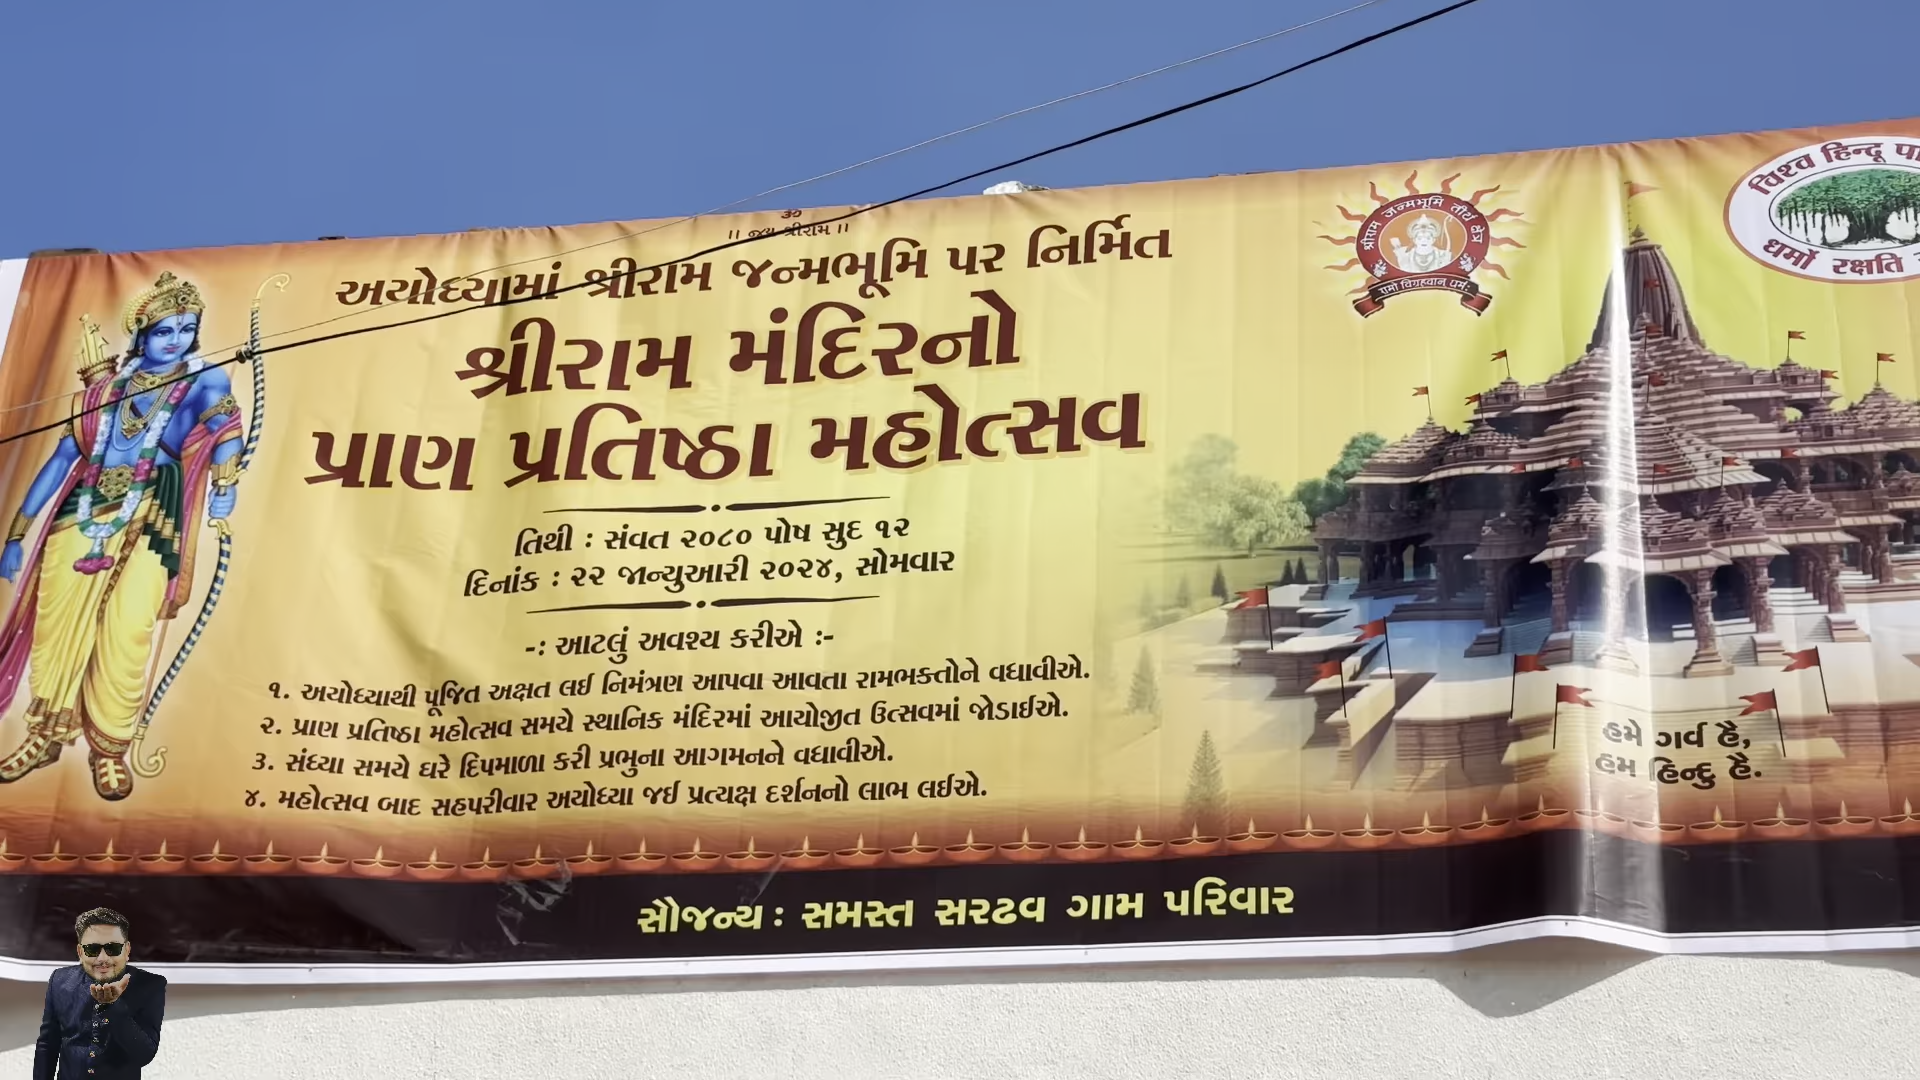 ૐ
।। જય શ્રીરામ ।।
અયોધ્યામાં શ્રીરામ જન્મભૂમિ પર નિર્મિત
શ્રીરામ મંદિરનો
પ્રાણ પ્રતિષ્ઠા મહોત્સવ
તિથી : સંવત ૨૦૮૦ પોષ સુદ ૧૨
દિનાંક : ૨૨ જાન્યુઆરી ૨૦૨૪, સોમવાર
-: આટલું અવશ્ય કરીએ :-
૧. અયોધ્યાથી પૂજિત અક્ષત લઈ નિમંત્રણ આપવા આવતા રામભક્તોને વધાવીએ.
૨. પ્રાણ પ્રતિષ્ઠા મહોત્સવ સમયે સ્થાનિક મંદિરમાં આયોજીત ઉત્સવમાં જોડાઈએ.
૩. સંધ્યા સમયે ઘરે દિપમાળા કરી પ્રભુના આગમનને વધાવીએ.
૪. મહોત્સવ બાદ સહપરીવાર અયોધ્યા જઈ પ્રત્યક્ષ દર્શનનો લાભ લઈએ.
श्रीराम जन्मभूमि तीर्थ क्षेत्र
रामो विग्रहवान् धर्मः
विश्व हिन्दू
धर्मो रक्षति
હમે ગર્વ હૈ,
હમ હિન્દુ હૈ.
સૌજન્ય : સમસ્ત સરઢવ ગામ પરિવાર